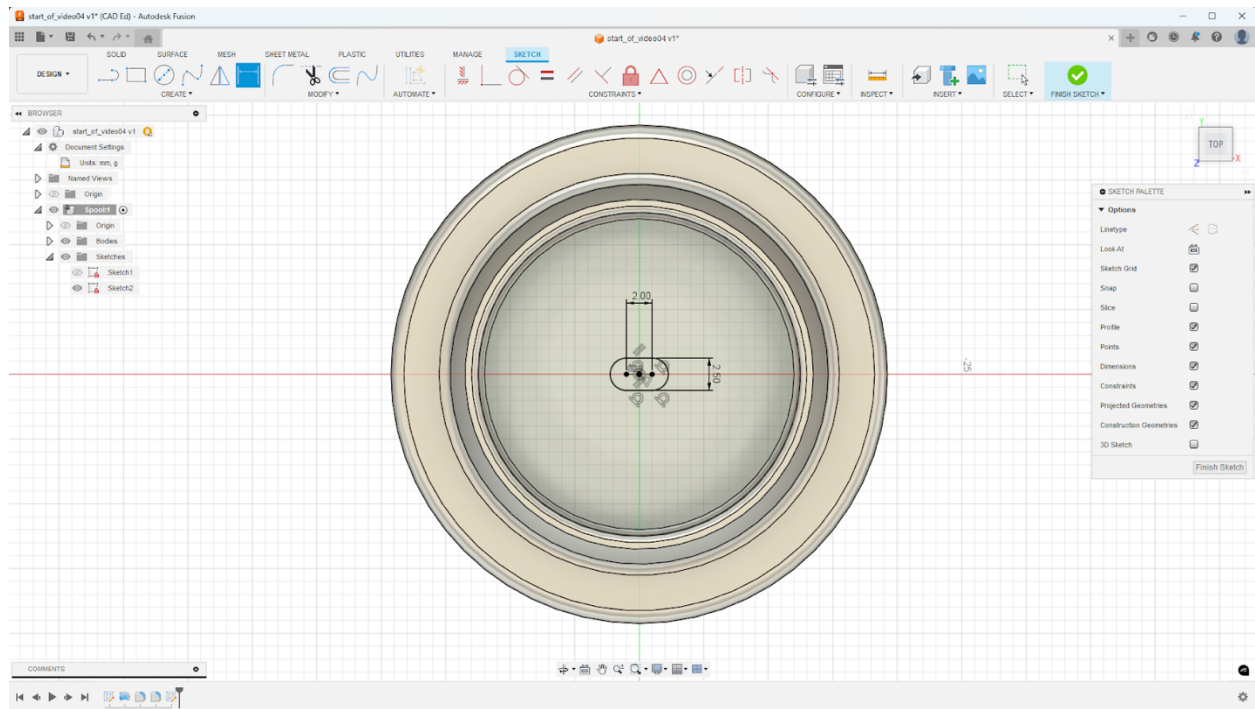 start_of_video04 v1* (CAD Ed) - Autodesk Fusion
start_of_video04 v1*
SOLID SURFACE MESH SHEET METAL PLASTIC UTILITIES MANAGE SKETCH
DESIGN
CREATE MODIFY AUTOMATE CONSTRAINTS CONFIGURE INSPECT INSERT SELECT FINISH SKETCH
BROWSER
start_of_video04 v1
Document Settings
Units: mm, g
Named Views
Origin
Spool:1
Origin
Bodies
Sketches
Sketch1
Sketch2
2.00
2.50
-25
Y
TOP
X
Z
SKETCH PALETTE
Options
Linetype
Look At
Sketch Grid
Snap
Slice
Profile
Points
Dimensions
Constraints
Projected Geometries
Construction Geometries
3D Sketch
Finish Sketch
COMMENTS